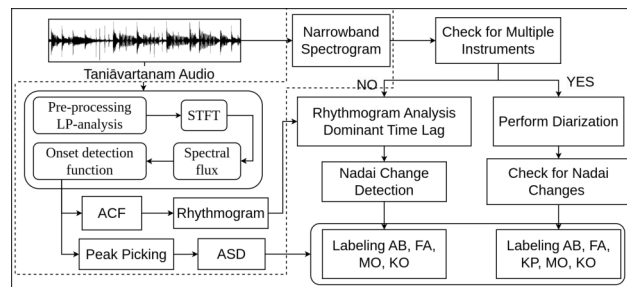 Narrowband
Spectrogram
Check for Multiple
Instruments
Taniāvartanam Audio
NO
YES
Pre-processing
LP-analysis
STFT
Rhythmogram Analysis
Dominant Time Lag
Perform Diarization
Onset detection
function
Spectral
flux
Nadai Change
Detection
Check for Nadai
Changes
ACF
Rhythmogram
Peak Picking
ASD
Labeling AB, FA,
MO, KO
Labeling AB, FA,
KP, MO, KO